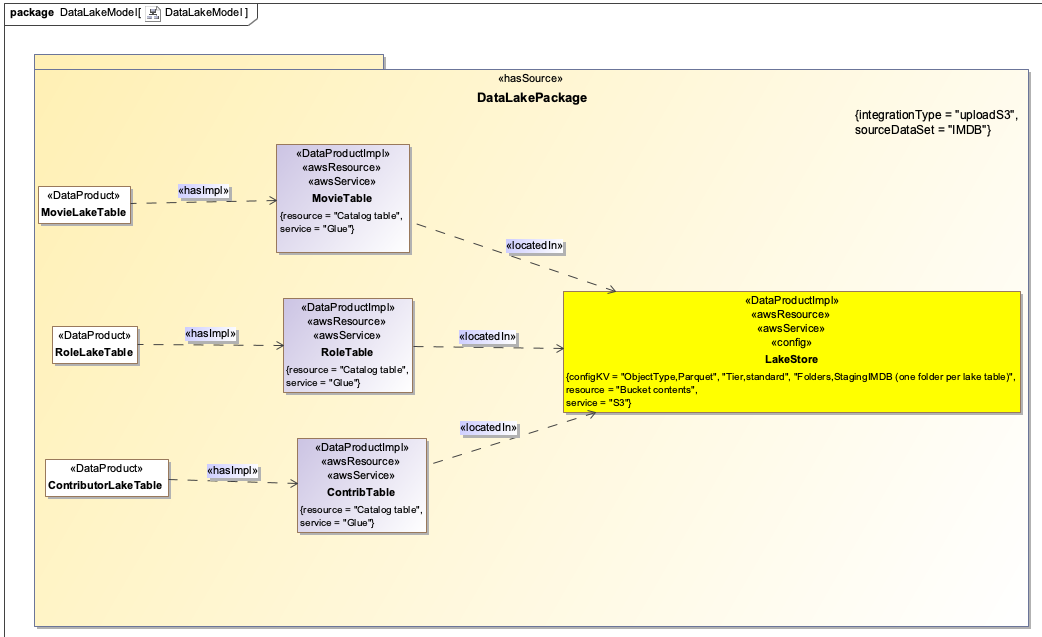 package DataLakeModel[ DataLakeModel ]
«hasSource»
DataLakePackage
{integrationType = "uploadS3",
sourceDataSet = "IMDB"}
«DataProduct»
MovieLakeTable
«hasImpl»
«DataProductImpl»
«awsResource»
«awsService»
MovieTable
{resource = "Catalog table",
service = "Glue"}
«locatedIn»
«DataProduct»
RoleLakeTable
«hasImpl»
«DataProductImpl»
«awsResource»
«awsService»
RoleTable
{resource = "Catalog table",
service = "Glue"}
«locatedIn»
«DataProductImpl»
«awsResource»
«awsService»
«config»
LakeStore
{configKV = "ObjectType,Parquet", "Tier,standard", "Folders,StagingIMDB (one folder per lake table)",
resource = "Bucket contents",
service = "S3"}
«DataProduct»
ContributorLakeTable
«hasImpl»
«DataProductImpl»
«awsResource»
«awsService»
ContribTable
{resource = "Catalog table",
service = "Glue"}
«locatedIn»